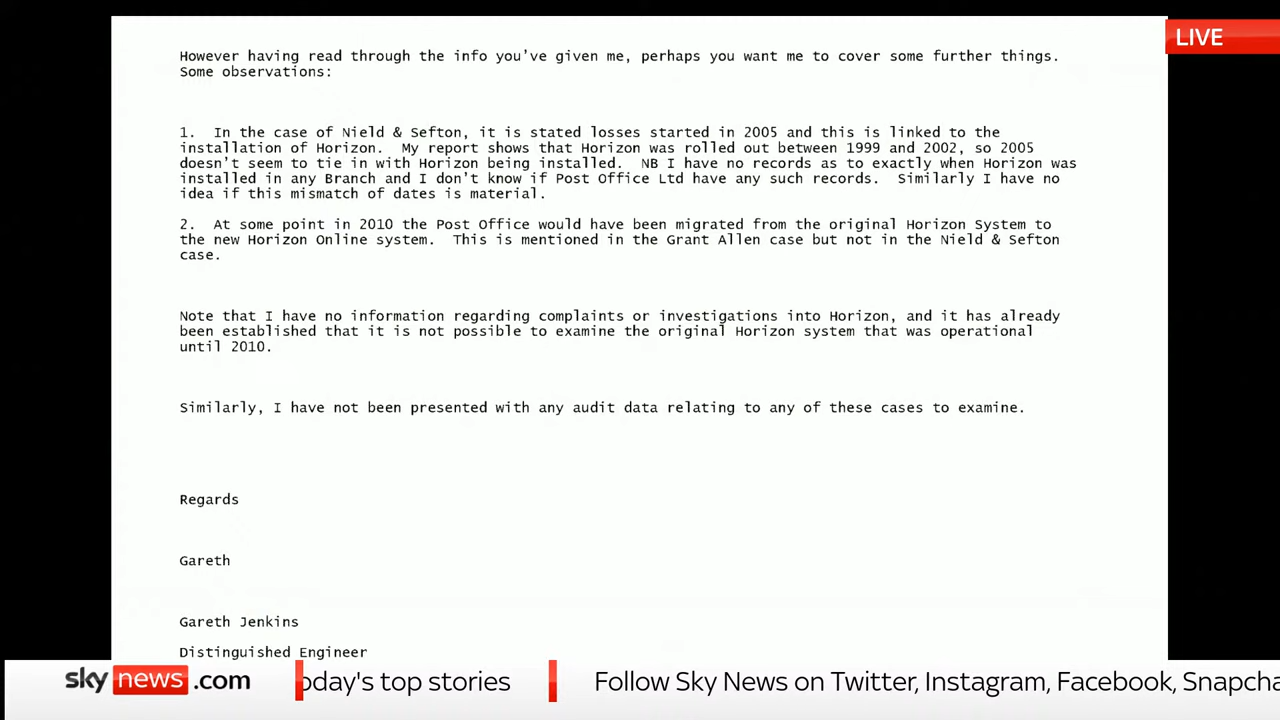 LIVE
However having read through the info you've given me, perhaps you want me to cover some further things.
Some observations:
1. In the case of Nield & Sefton, it is stated losses started in 2005 and this is linked to the
installation of Horizon. My report shows that Horizon was rolled out between 1999 and 2002, so 2005
doesn't seem to tie in with Horizon being installed. NB I have no records as to exactly when Horizon was
installed in any Branch and I don't know if Post Office Ltd have any such records. Similarly I have no
idea if this mismatch of dates is material.
2. At some point in 2010 the Post Office would have been migrated from the original Horizon System to
the new Horizon Online system. This is mentioned in the Grant Allen case but not in the Nield & Sefton
case.
Note that I have no information regarding complaints or investigations into Horizon, and it has already
been established that it is not possible to examine the original Horizon system that was operational
until 2010.
Similarly, I have not been presented with any audit data relating to any of these cases to examine.
Regards
Gareth
Gareth Jenkins
Distinguished Engineer
sky news.com oday's top stories Follow Sky News on Twitter, Instagram, Facebook, Snapcha